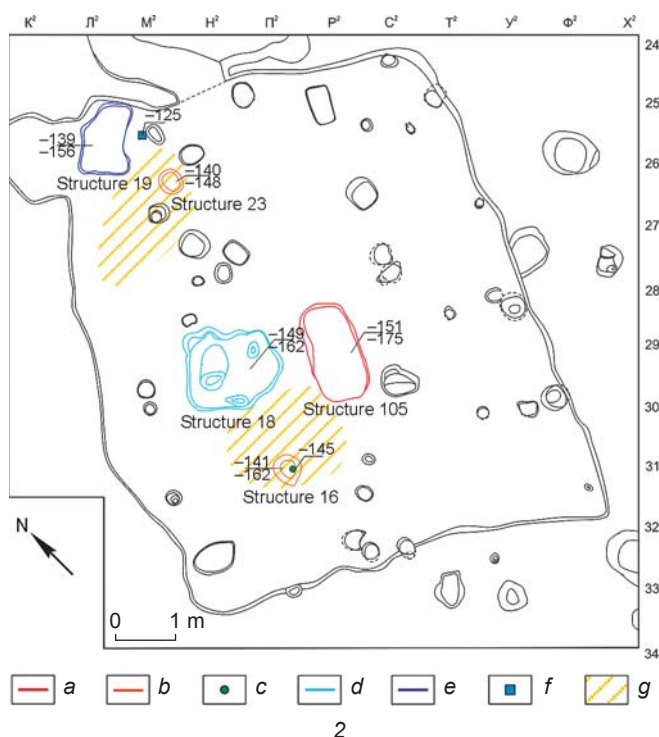 К² Л² М² Н² П² Р² С² Т² У² Ф² Х²
24
25
26
27
28
29
30
31
32
33
34
–125
–139
–156
Structure 19
–140
–148
Structure 23
–149
–162
Structure 18
–151
–175
Structure 105
–141
–162
–145
Structure 16
N
0 1 m
a b c d e f g
2